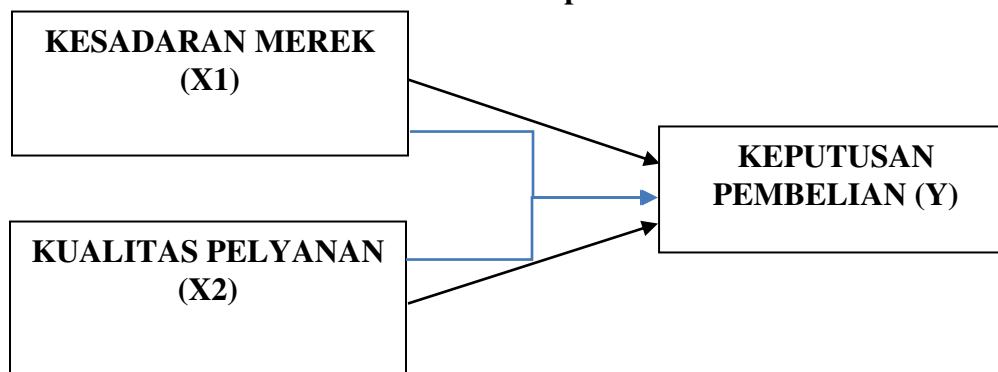 KESADARAN MEREK
(X1)
KEPUTUSAN
PEMBELIAN (Y)
KUALITAS PELYANAN
(X2)